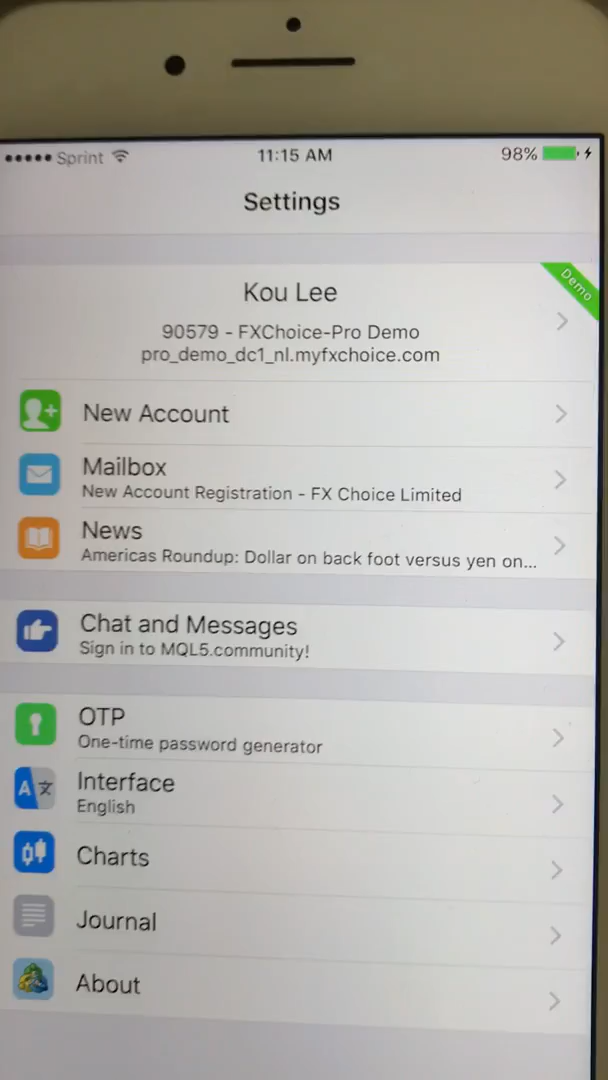 Sprint 11:15 AM 98%
Settings
Demo
Kou Lee
90579 - FXChoice-Pro Demo
pro_demo_dc1_nl.myfxchoice.com
New Account
Mailbox
New Account Registration - FX Choice Limited
News
Americas Roundup: Dollar on back foot versus yen on...
Chat and Messages
Sign in to MQL5.community!
OTP
One-time password generator
A 文
Interface
English
Charts
Journal
About